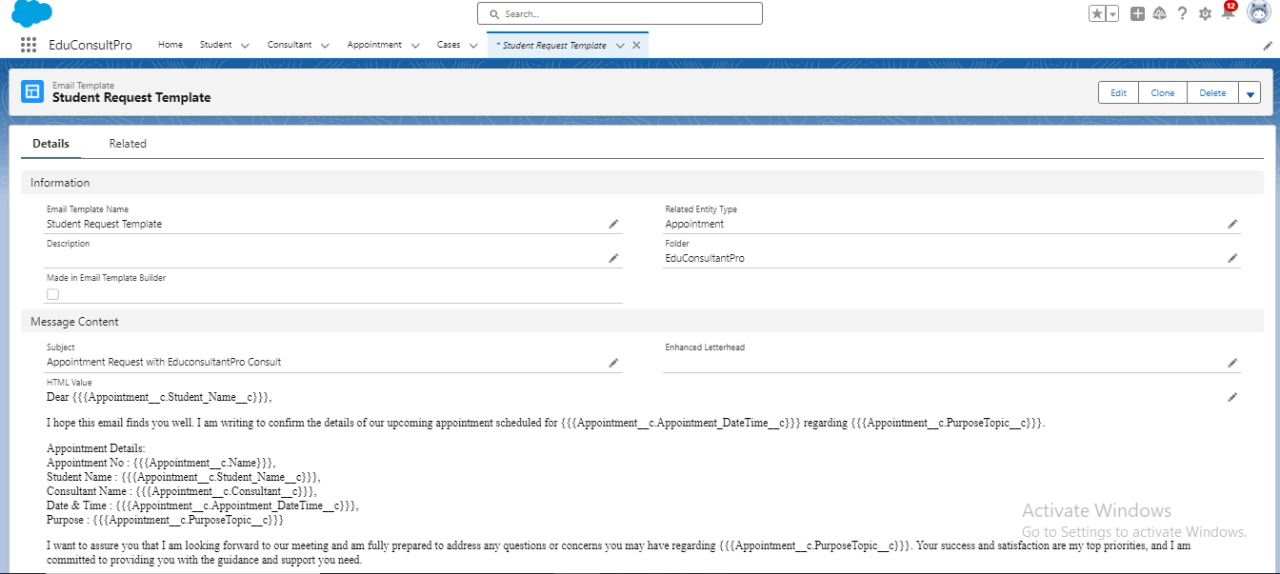 Search...
12
EduConsultPro Home Student Consultant Appointment Cases * Student Request Template
Email Template
Student Request Template
Edit Clone Delete
Details Related
Information
Email Template Name
Student Request Template
Related Entity Type
Appointment
Description
Folder
EduConsultantPro
Made in Email Template Builder
Message Content
Subject
Appointment Request with EduconsultantPro Consult
Enhanced Letterhead
HTML Value
Dear {{{Appointment__c.Student_Name__c}}},
I hope this email finds you well. I am writing to confirm the details of our upcoming appointment scheduled for {{{Appointment__c.Appointment_DateTime__c}}} regarding {{{Appointment__c.PurposeTopic__c}}}.
Appointment Details:
Appointment No : {{{Appointment__c.Name}}},
Student Name : {{{Appointment__c.Student_Name__c}}},
Consultant Name : {{{Appointment__c.Consultant__c}}},
Date & Time : {{{Appointment__c.Appointment_DateTime__c}}},
Purpose : {{{Appointment__c.PurposeTopic__c}}}
I want to assure you that I am looking forward to our meeting and am fully prepared to address any questions or concerns you may have regarding {{{Appointment__c.PurposeTopic__c}}}. Your success and satisfaction are my top priorities, and I am
committed to providing you with the guidance and support you need.
Activate Windows
Go to Settings to activate Windows.